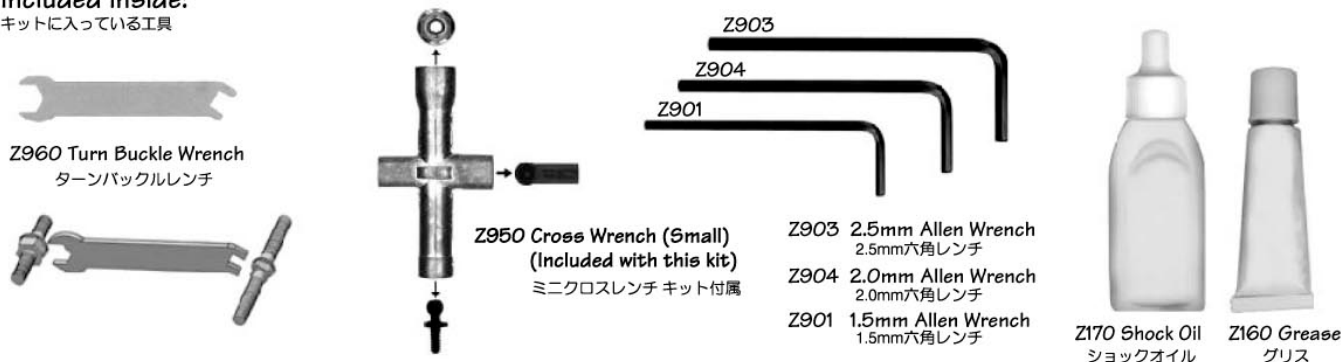 Included inside:
キットに入っている工具
Z960 Turn Buckle Wrench
ターンバックルレンチ
Z950 Cross Wrench (Small)
(Included with this kit)
ミニクロスレンチ キット付属
Z903
Z904
Z901
Z903 2.5mm Allen Wrench
2.5mm六角レンチ
Z904 2.0mm Allen Wrench
2.0mm六角レンチ
Z901 1.5mm Allen Wrench
1.5mm六角レンチ
Z170 Shock Oil
ショックオイル
Z160 Grease
グリス